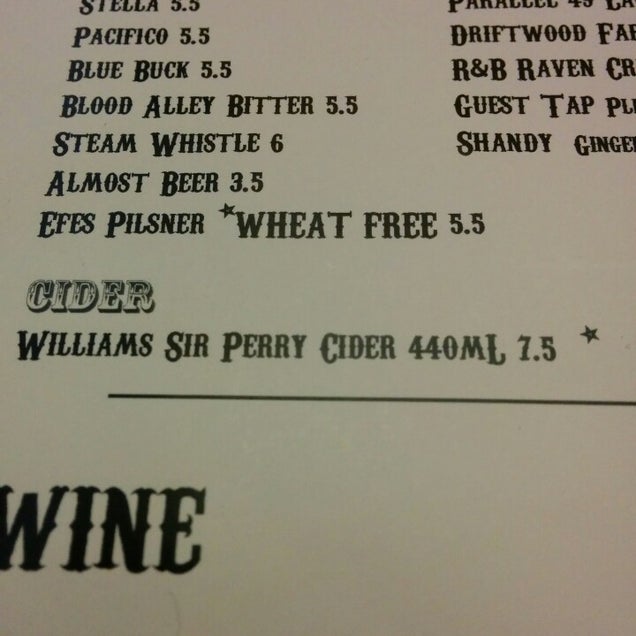 Stella 5.5
Pacifico 5.5
Blue Buck 5.5
Blood Alley Bitter 5.5
Steam Whistle 6
Almost Beer 3.5
Efes Pilsner *WHEAT FREE 5.5
CIDER
Williams Sir Perry Cider 440mL 7.5 *
Parallel 49
Driftwood
R&B Raven
Guest Tap
Shandy
WINE